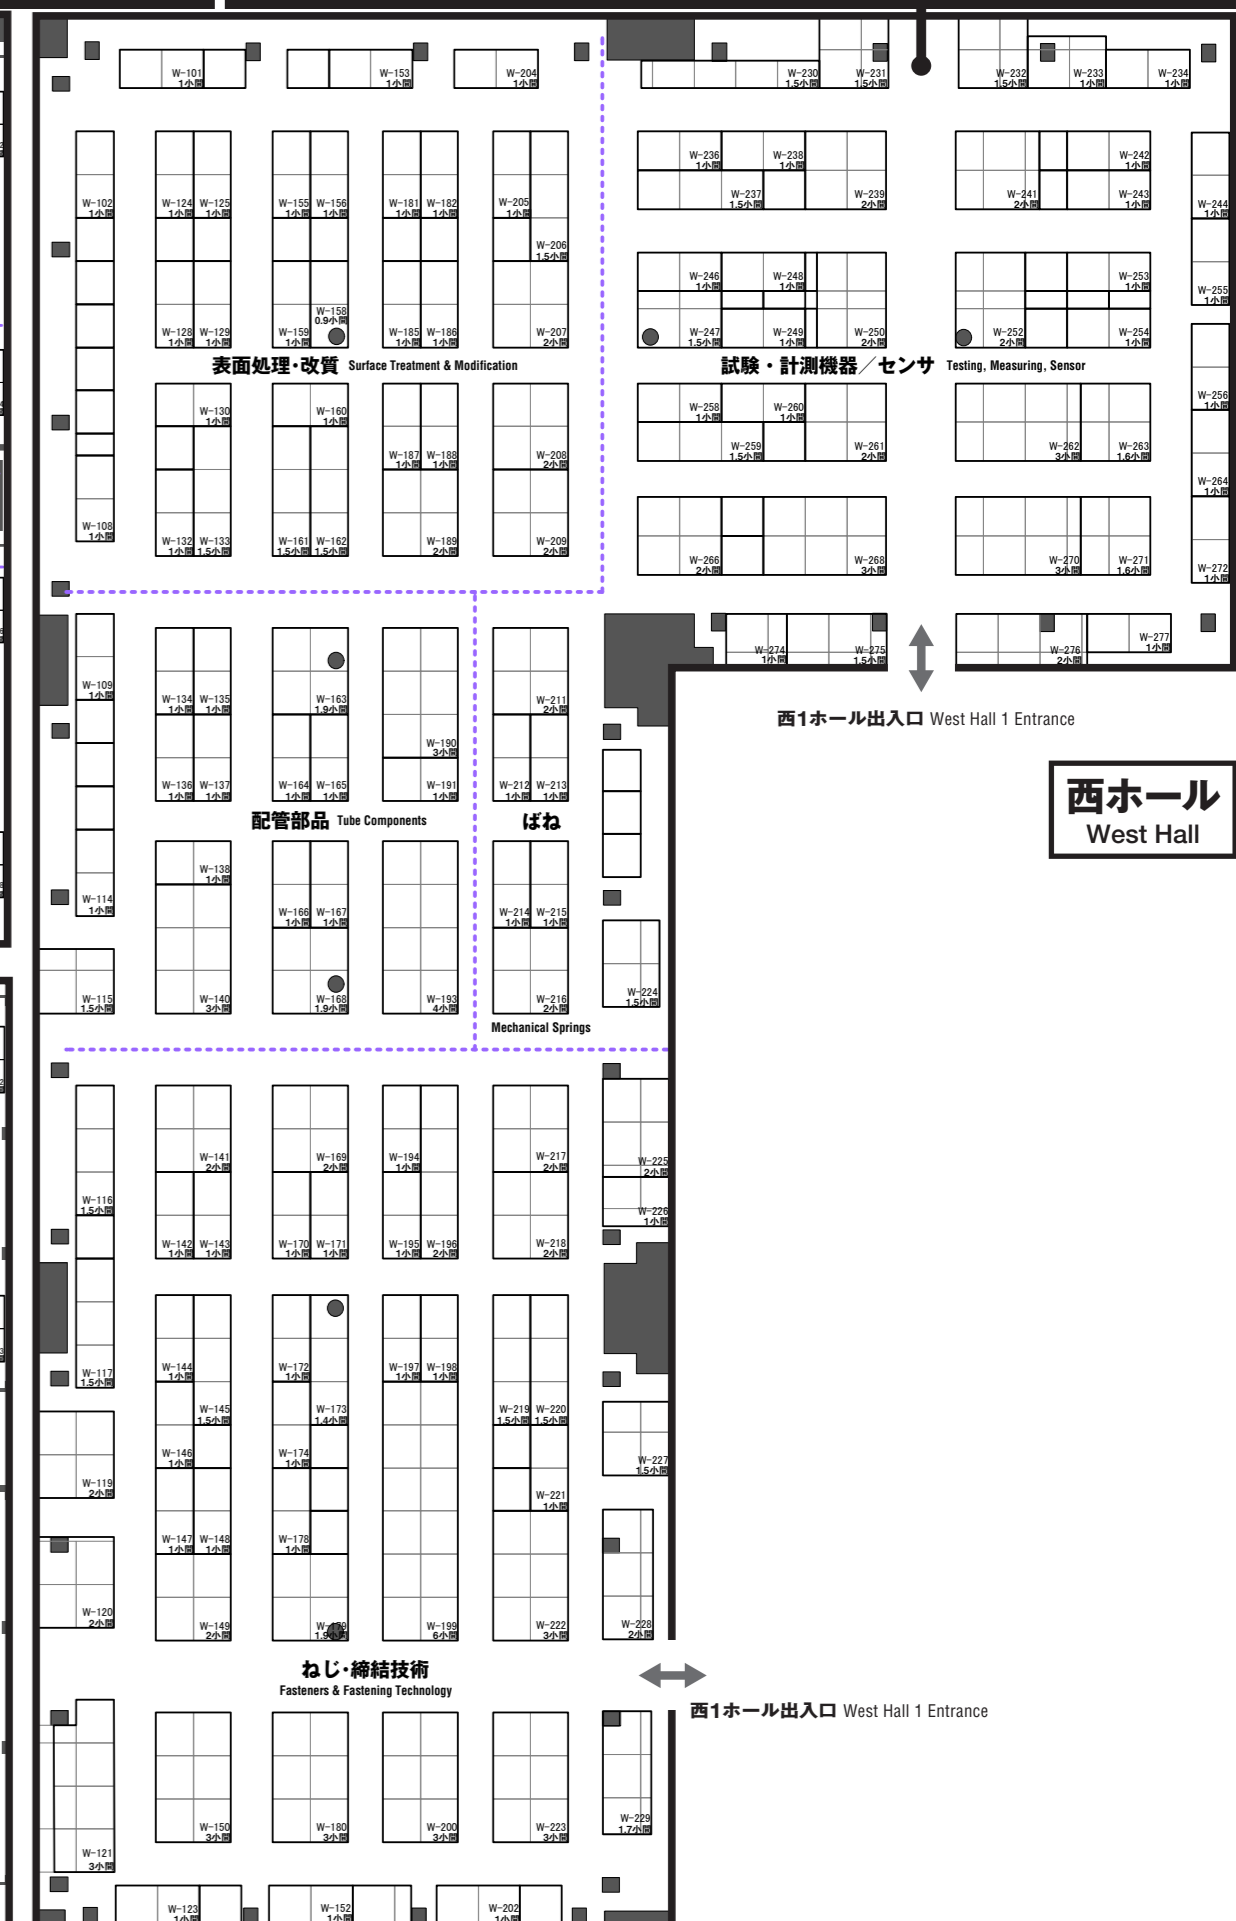 W-101
1小間
W-153
1小間
W-204
1小間
W-230
1.5小間
W-231
1.5小間
W-232
1.5小間
W-233
1小間
W-234
1小間
W-102
1小間
W-124
1小間
W-125
1小間
W-155
1小間
W-156
1小間
W-181
1小間
W-182
1小間
W-205
1小間
W-206
1.5小間
W-236
1小間
W-238
1小間
W-237
1.5小間
W-239
2小間
W-242
1小間
W-241
2小間
W-243
1小間
W-244
1小間
W-246
1小間
W-248
1小間
W-253
1小間
W-255
1小間
W-128
1小間
W-129
1小間
W-158
0.9小間
W-159
1小間
W-185
1小間
W-186
1小間
W-207
2小間
W-247
1.5小間
W-249
1小間
W-250
2小間
W-252
2小間
W-254
1小間
表面処理・改質 Surface Treatment & Modification
試験・計測機器／センサ Testing, Measuring, Sensor
W-130
1小間
W-160
1小間
W-187
1小間
W-188
1小間
W-208
2小間
W-258
1小間
W-260
1小間
W-259
1.5小間
W-261
2小間
W-262
3小間
W-263
1.6小間
W-256
1小間
W-264
1小間
W-108
1小間
W-132
1小間
W-133
1.5小間
W-161
1.5小間
W-162
1.5小間
W-189
2小間
W-209
2小間
W-266
2小間
W-268
3小間
W-270
3小間
W-271
1.6小間
W-272
1小間
W-274
1小間
W-275
1.5小間
W-276
2小間
W-277
1小間
西1ホール出入口 West Hall 1 Entrance
西ホール
West Hall
W-109
1小間
W-134
1小間
W-135
1小間
W-163
1.9小間
W-190
3小間
W-211
2小間
W-136
1小間
W-137
1小間
W-164
1小間
W-165
1小間
W-191
1小間
W-212
1小間
W-213
1小間
配管部品 Tube Components
ばね
W-138
1小間
W-114
1小間
W-166
1小間
W-167
1小間
W-214
1小間
W-215
1小間
W-115
1.5小間
W-140
3小間
W-168
1.9小間
W-193
4小間
W-216
2小間
W-224
1.5小間
Mechanical Springs
W-141
2小間
W-169
2小間
W-194
1小間
W-217
2小間
W-225
2小間
W-116
1.5小間
W-142
1小間
W-143
1小間
W-170
1小間
W-171
1小間
W-195
1小間
W-196
2小間
W-218
2小間
W-226
1小間
W-117
1.5小間
W-144
1小間
W-172
1小間
W-197
1小間
W-198
1小間
W-145
1.5小間
W-173
1.4小間
W-219
1.5小間
W-220
1.5小間
W-146
1小間
W-174
1小間
W-227
1.5小間
W-119
2小間
W-221
1小間
W-147
1小間
W-148
1小間
W-178
1小間
W-120
2小間
W-149
2小間
W-179
1.9小間
W-199
6小間
W-222
3小間
W-228
2小間
ねじ・締結技術
Fasteners & Fastening Technology
西1ホール出入口 West Hall 1 Entrance
W-121
3小間
W-150
3小間
W-180
3小間
W-200
3小間
W-223
3小間
W-229
1.7小間
W-123
1小間
W-152
1小間
W-202
1小間